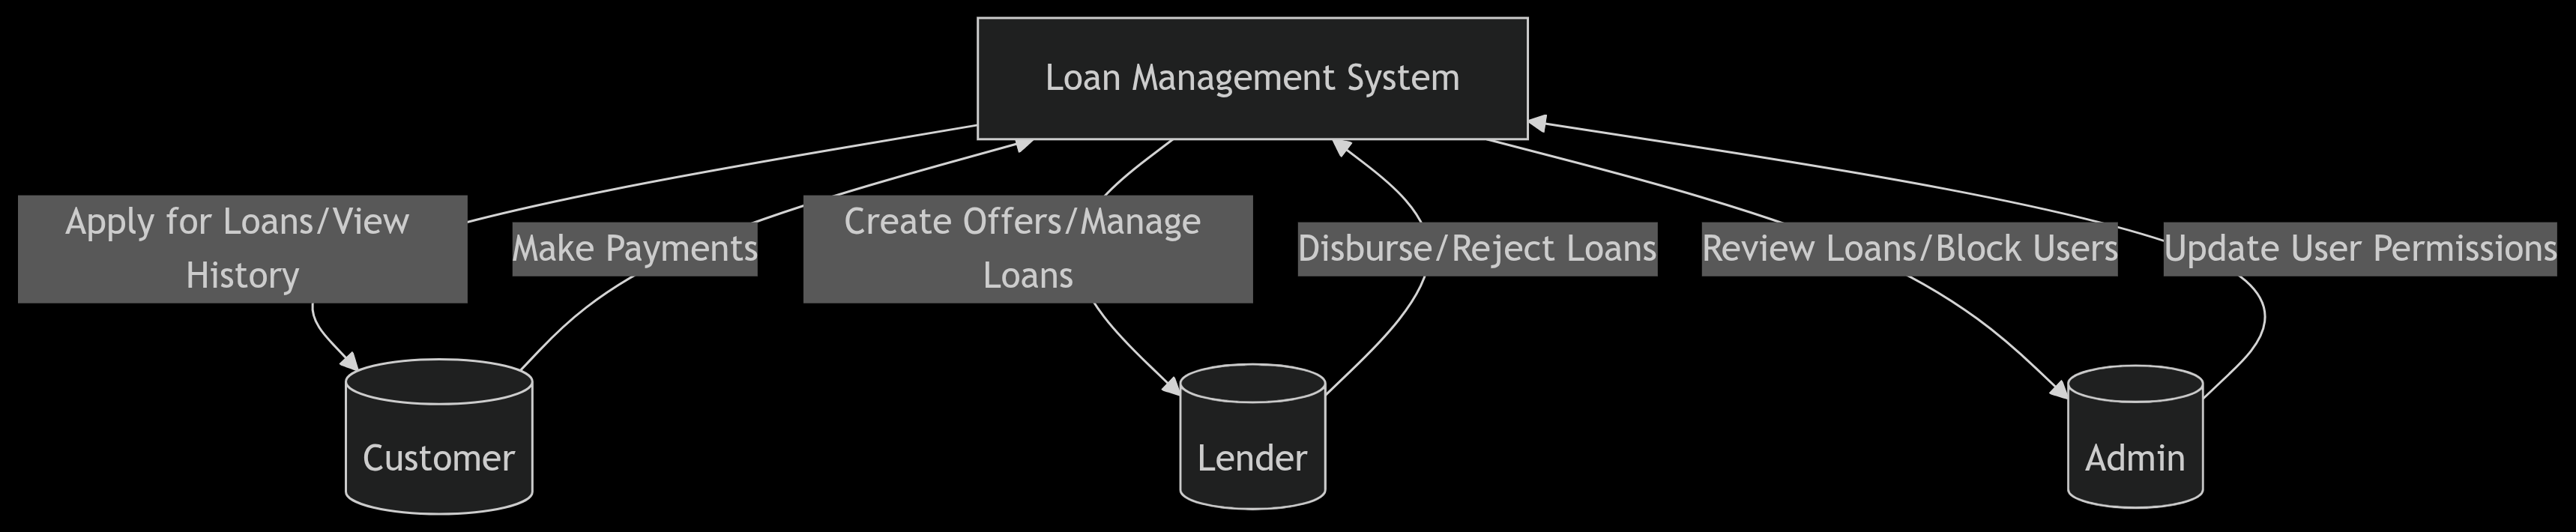 Loan Management System
Apply for Loans/View
History
Make Payments
Create Offers/Manage
Loans
Disburse/Reject Loans
Review Loans/Block Users
Update User Permissions
Customer
Lender
Admin